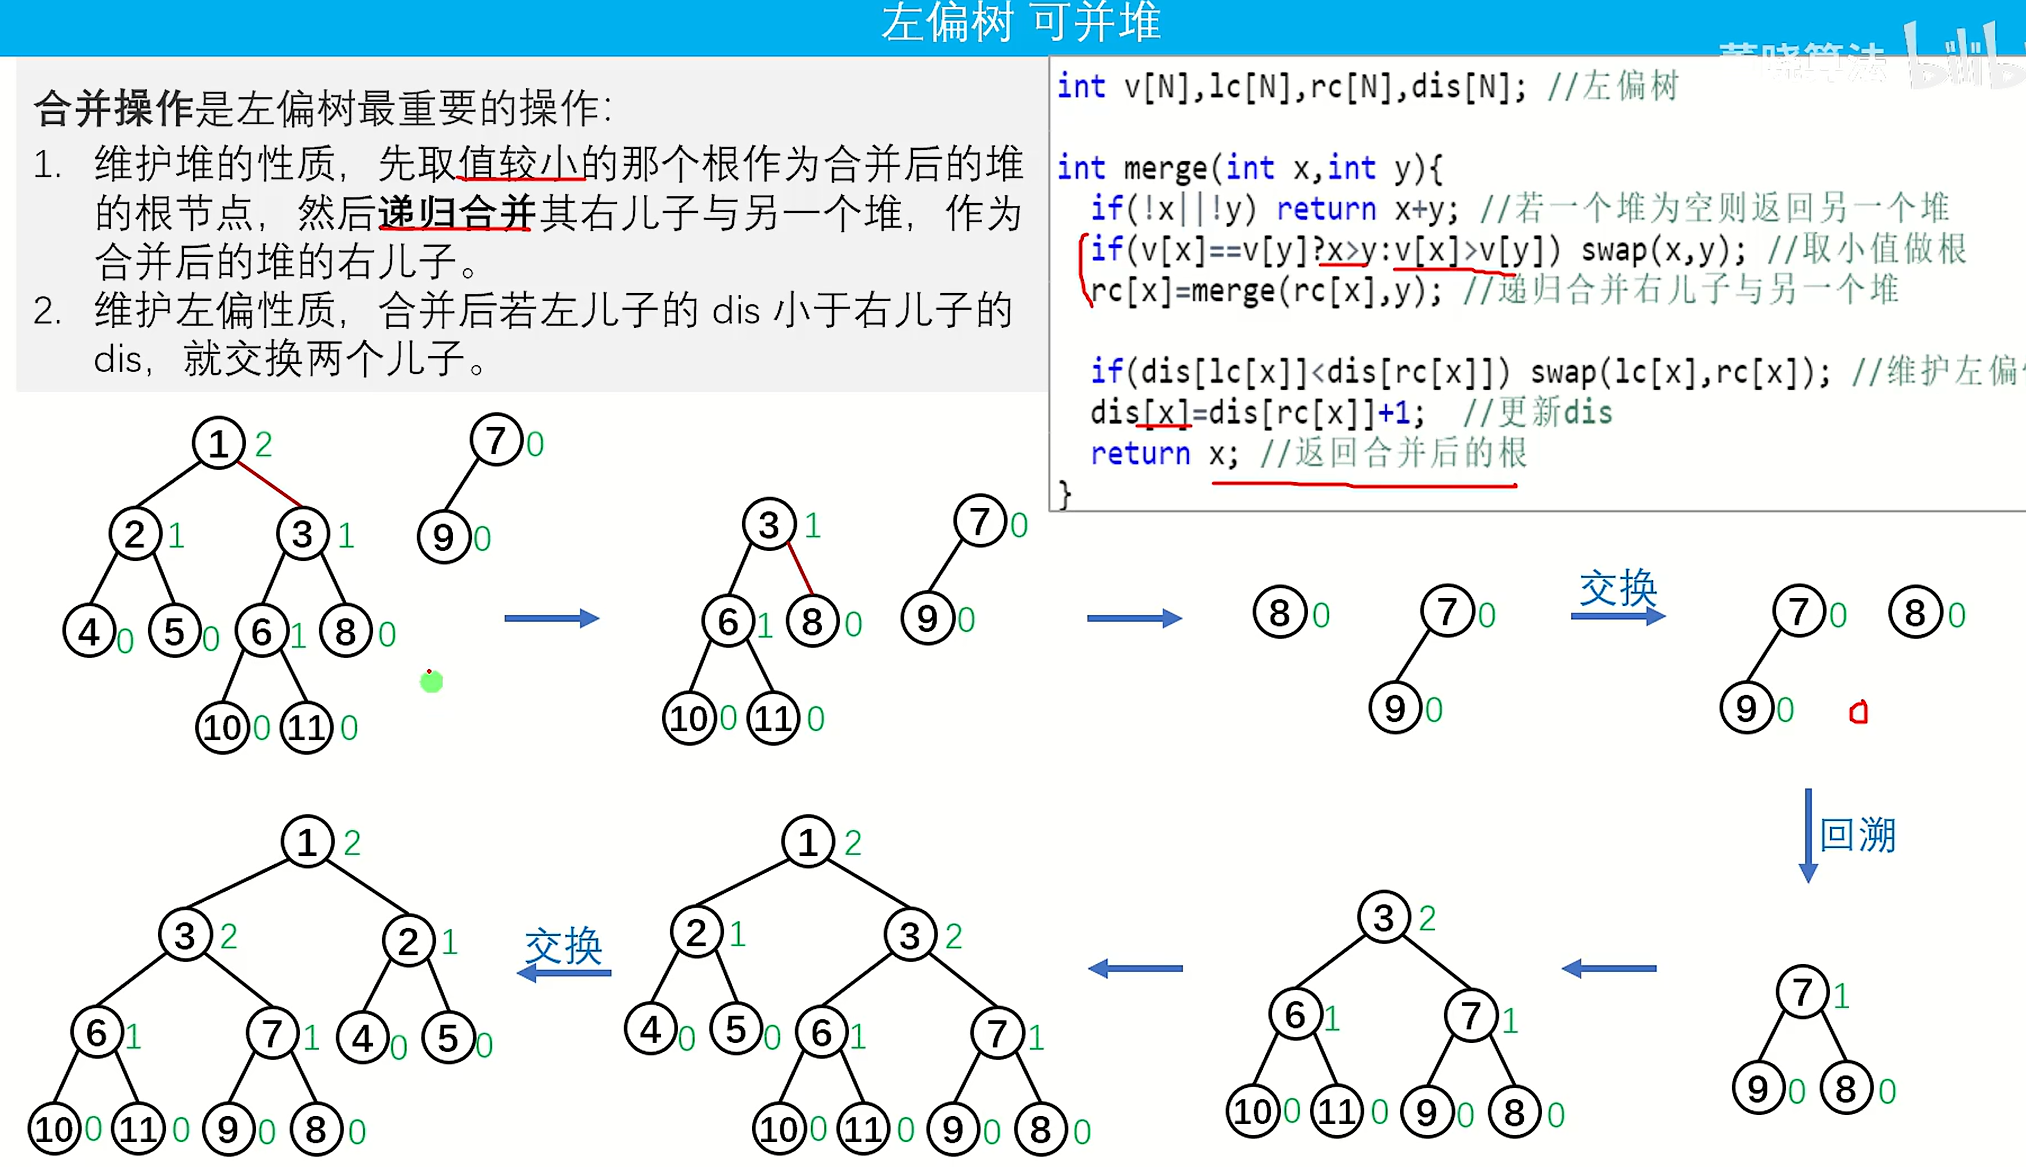 左偏树 可并堆
董晓算法 bilibili
合并操作是左偏树最重要的操作：
1. 维护堆的性质，先取值较小的那个根作为合并后的堆
的根节点，然后递归合并其右儿子与另一个堆，作为
合并后的堆的右儿子。
2. 维护左偏性质，合并后若左儿子的 dis 小于右儿子的
dis，就交换两个儿子。
int v[N],lc[N],rc[N],dis[N]; //左偏树
int merge(int x,int y){
if(!x||!y) return x+y; //若一个堆为空则返回另一个堆
if(v[x]==v[y]?x>y:v[x]>v[y]) swap(x,y); //取小值做根
rc[x]=merge(rc[x],y); //递归合并右儿子与另一个堆
if(dis[lc[x]]<dis[rc[x]]) swap(lc[x],rc[x]); //维护左偏
dis[x]=dis[rc[x]]+1; //更新dis
return x; //返回合并后的根
}
1 2 7 0
2 1 3 1 9 0
4 0 5 0 6 1 8 0
10 0 11 0
3 1 7 0
6 1 8 0 9 0
10 0 11 0
8 0 7 0
9 0
交换
7 0 8 0
9 0
回溯
7 1
9 0 8 0
3 2
6 1 7 1
10 0 11 0 9 0 8 0
1 2
2 1 3 2
4 0 5 0 6 1 7 1
10 0 11 0 9 0 8 0
交换
1 2
3 2 2 1
6 1 7 1 4 0 5 0
10 0 11 0 9 0 8 0